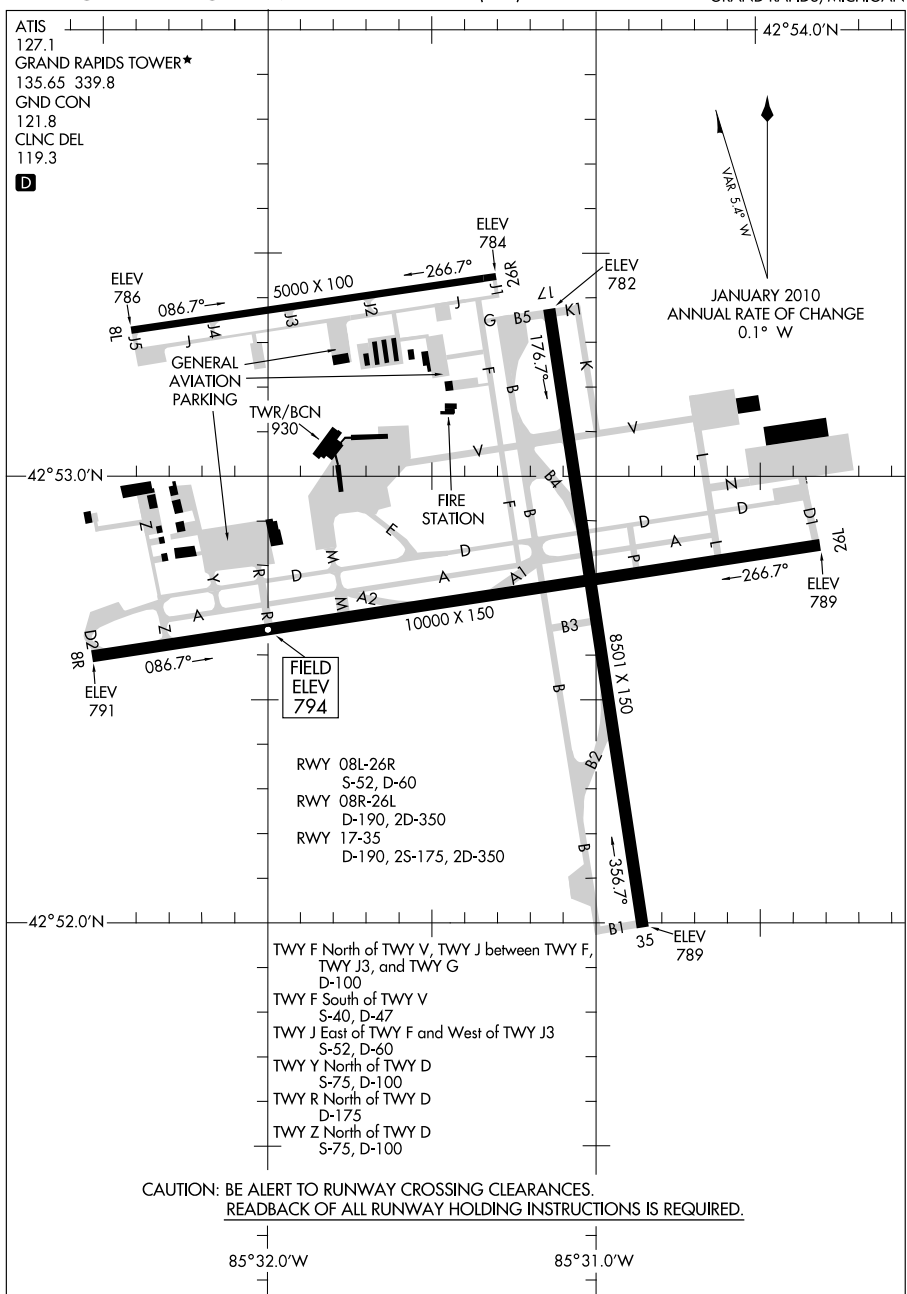 GRAND RAPIDS/MICHIGAN
ATIS
127.1
GRAND RAPIDS TOWER★
135.65 339.8
GND CON
121.8
CLNC DEL
119.3
D
42°54.0'N
VAR 5.4° W
JANUARY 2010
ANNUAL RATE OF CHANGE
0.1° W
ELEV
784
ELEV
782
ELEV
786
086.7°
5000 X 100
266.7°
26R
J1
8L
J5
J
J4
J3
J2
J
G
B5
17
K1
176.7°
K
F
B
GENERAL
AVIATION
PARKING
TWR/BCN
930
V
V
42°53.0'N
FIRE
STATION
B4
L
N
F
B
Z
E
D
D
D
D1
26L
Y
R
D
M
A
A1
P
A
L
A
Z
R
M
A2
266.7°
ELEV
789
D2
8R
086.7°
10000 X 150
B3
8501 X 150
ELEV
791
FIELD
ELEV
794
B
RWY 08L-26R
S-52, D-60
RWY 08R-26L
D-190, 2D-350
RWY 17-35
D-190, 2S-175, 2D-350
B2
B
356.7°
42°52.0'N
B1
35
ELEV
789
TWY F North of TWY V, TWY J between TWY F,
TWY J3, and TWY G
D-100
TWY F South of TWY V
S-40, D-47
TWY J East of TWY F and West of TWY J3
S-52, D-60
TWY Y North of TWY D
S-75, D-100
TWY R North of TWY D
D-175
TWY Z North of TWY D
S-75, D-100
CAUTION: BE ALERT TO RUNWAY CROSSING CLEARANCES.
READBACK OF ALL RUNWAY HOLDING INSTRUCTIONS IS REQUIRED.
85°32.0'W
85°31.0'W